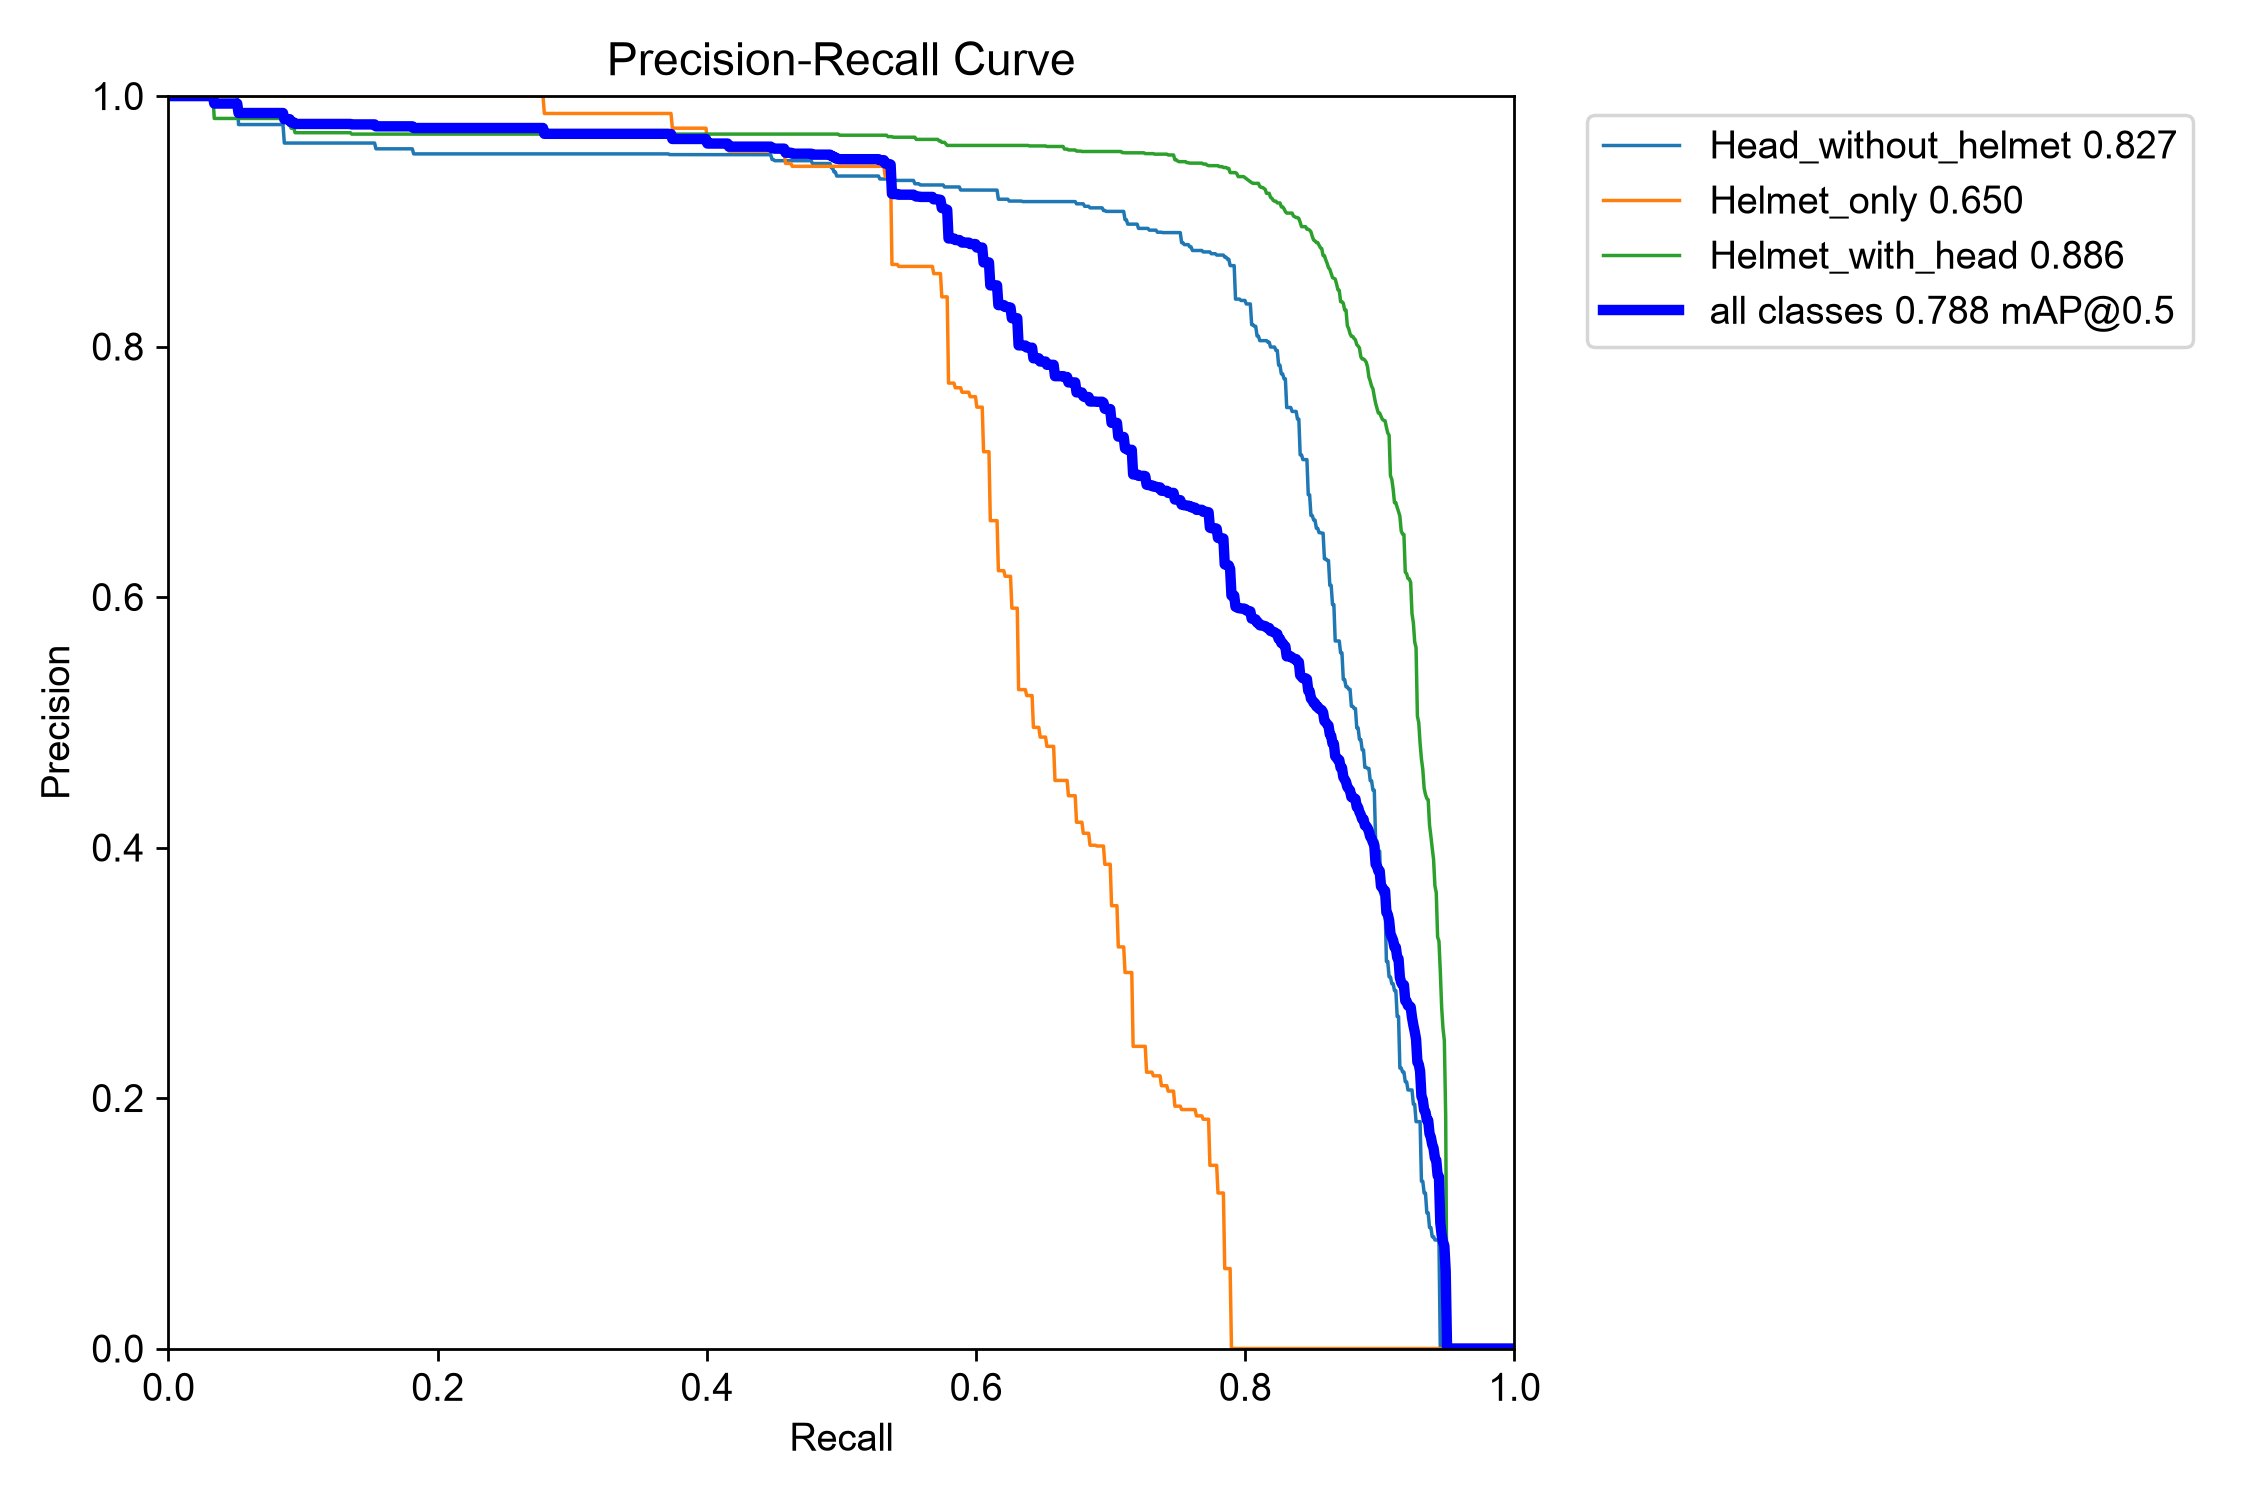 Precision-Recall Curve
1.0
0.8
0.6
0.4
0.2
0.0
Precision
0.0 0.2 0.4 0.6 0.8 1.0
Recall
Head_without_helmet 0.827
Helmet_only 0.650
Helmet_with_head 0.886
all classes 0.788 mAP@0.5